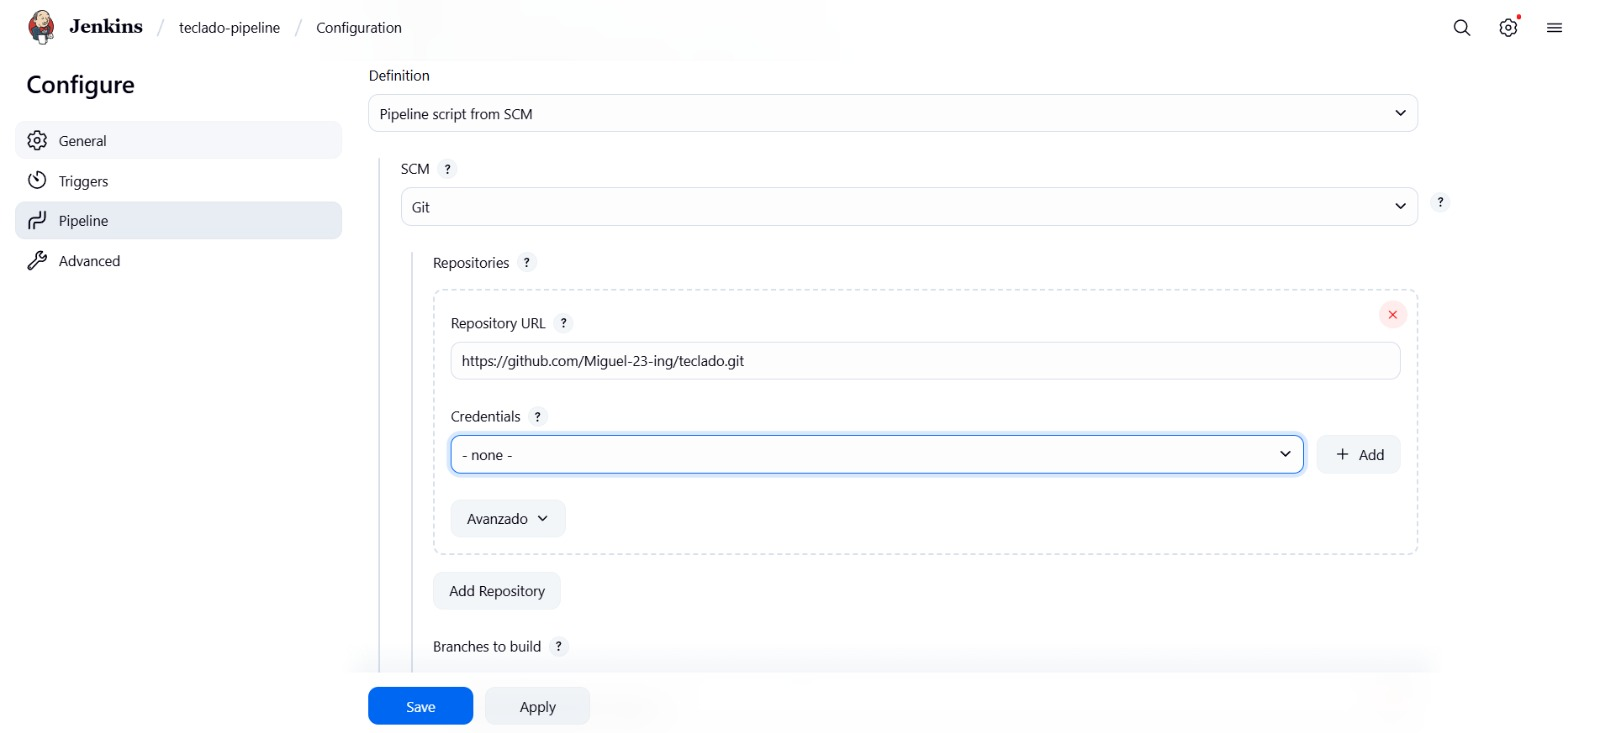 Jenkins / teclado-pipeline / Configuration
Configure
General
Triggers
Pipeline
Advanced
Definition
Pipeline script from SCM
SCM ?
Git
?
Repositories ?
Repository URL ?
https://github.com/Miguel-23-ing/teclado.git
Credentials ?
- none -
+ Add
Avanzado
Add Repository
Branches to build ?
Save
Apply